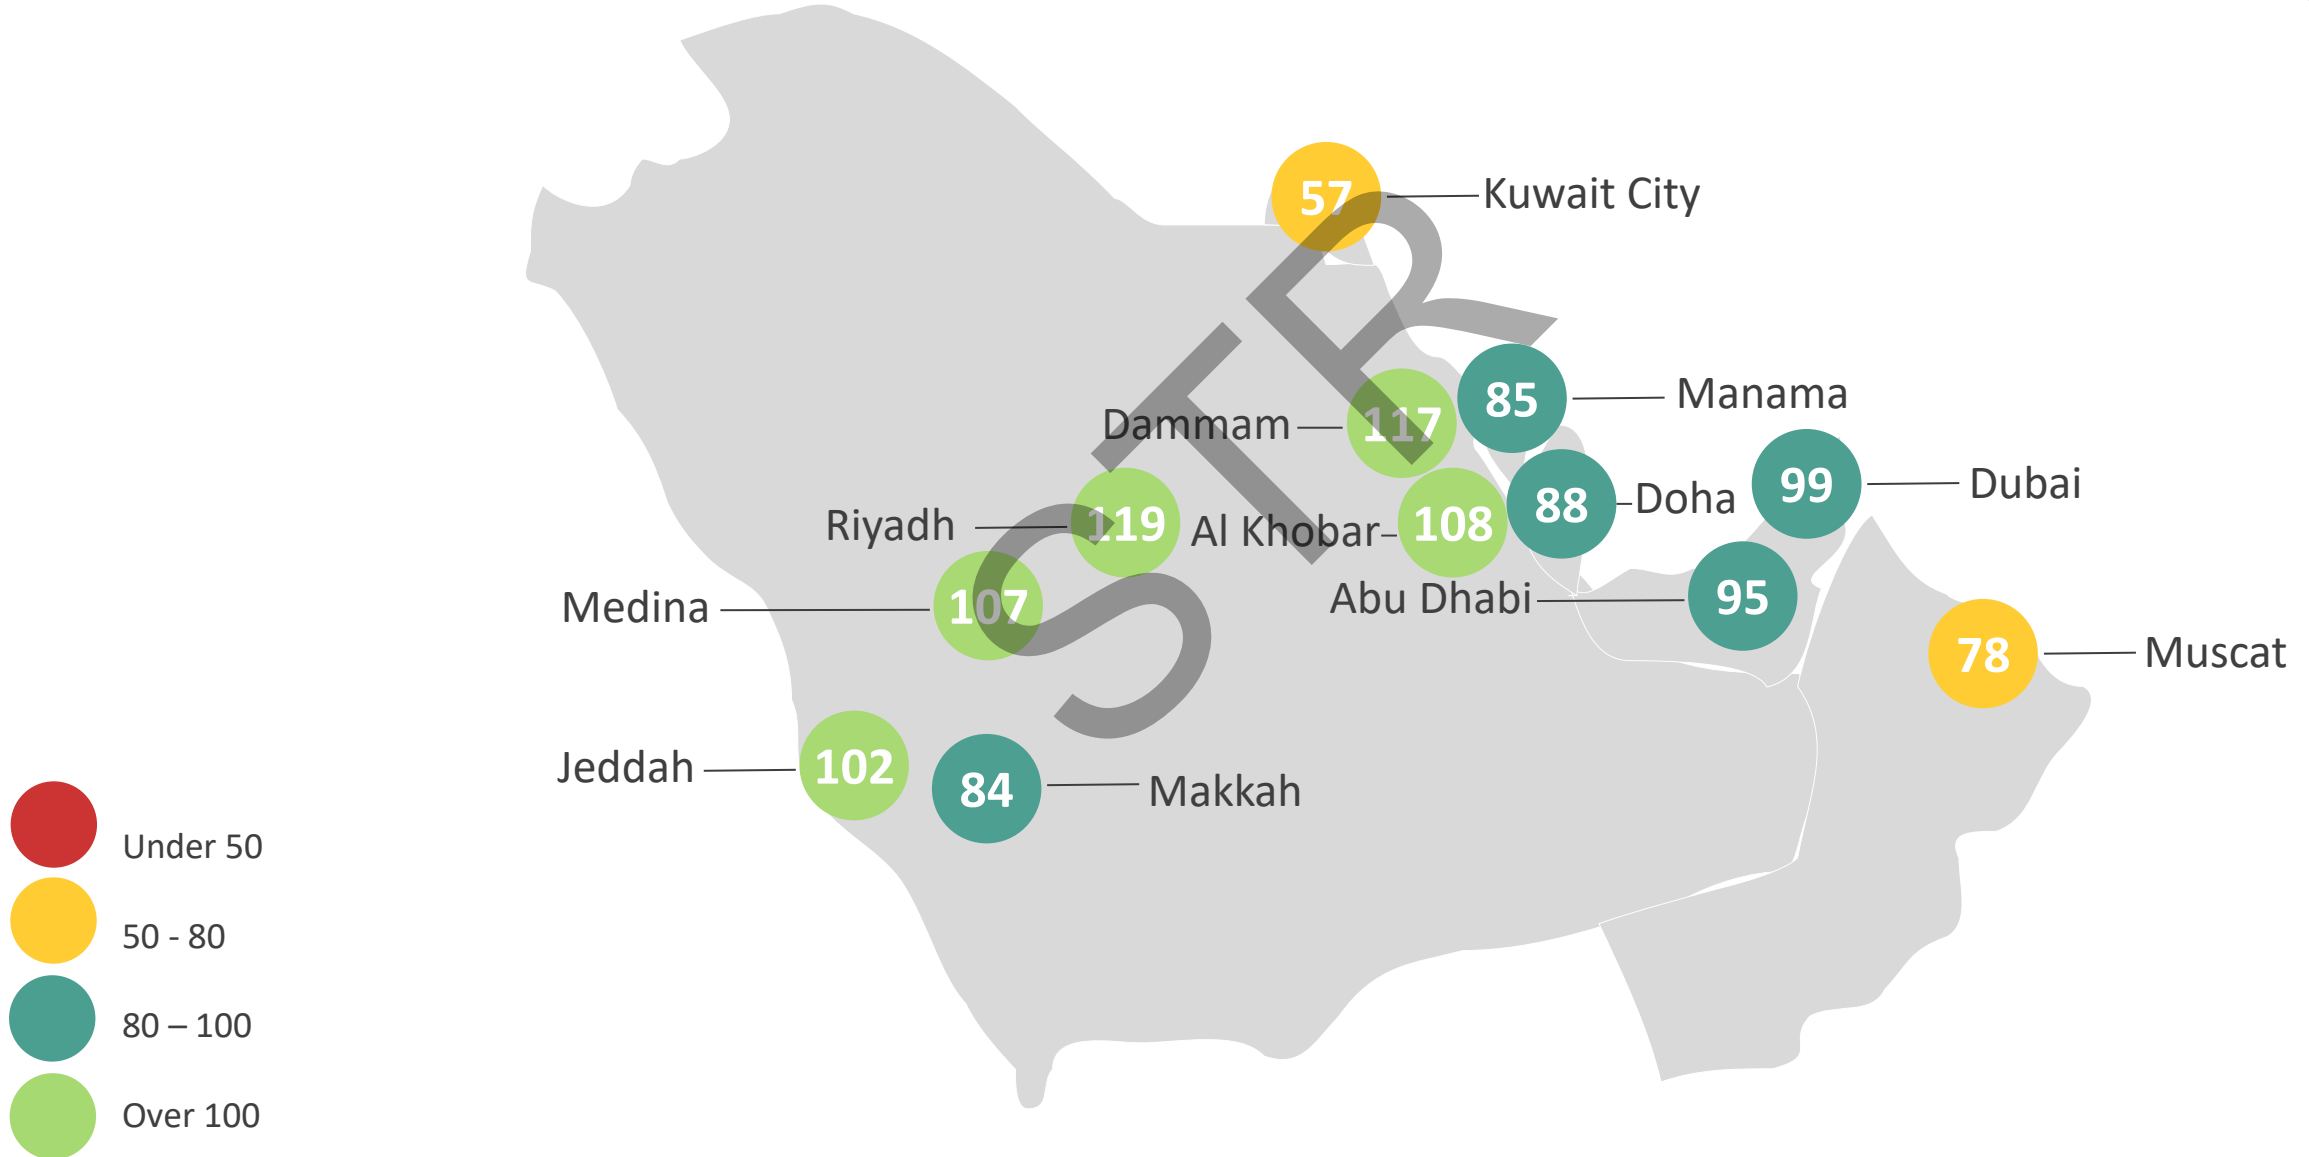 57 Kuwait City
85 Manama
Dammam 117
99 Dubai
88 Doha
Riyadh 119
Al Khobar 108
Abu Dhabi 95
Medina 107
78 Muscat
Jeddah 102
84 Makkah
STR
Under 50
50 - 80
80 – 100
Over 100